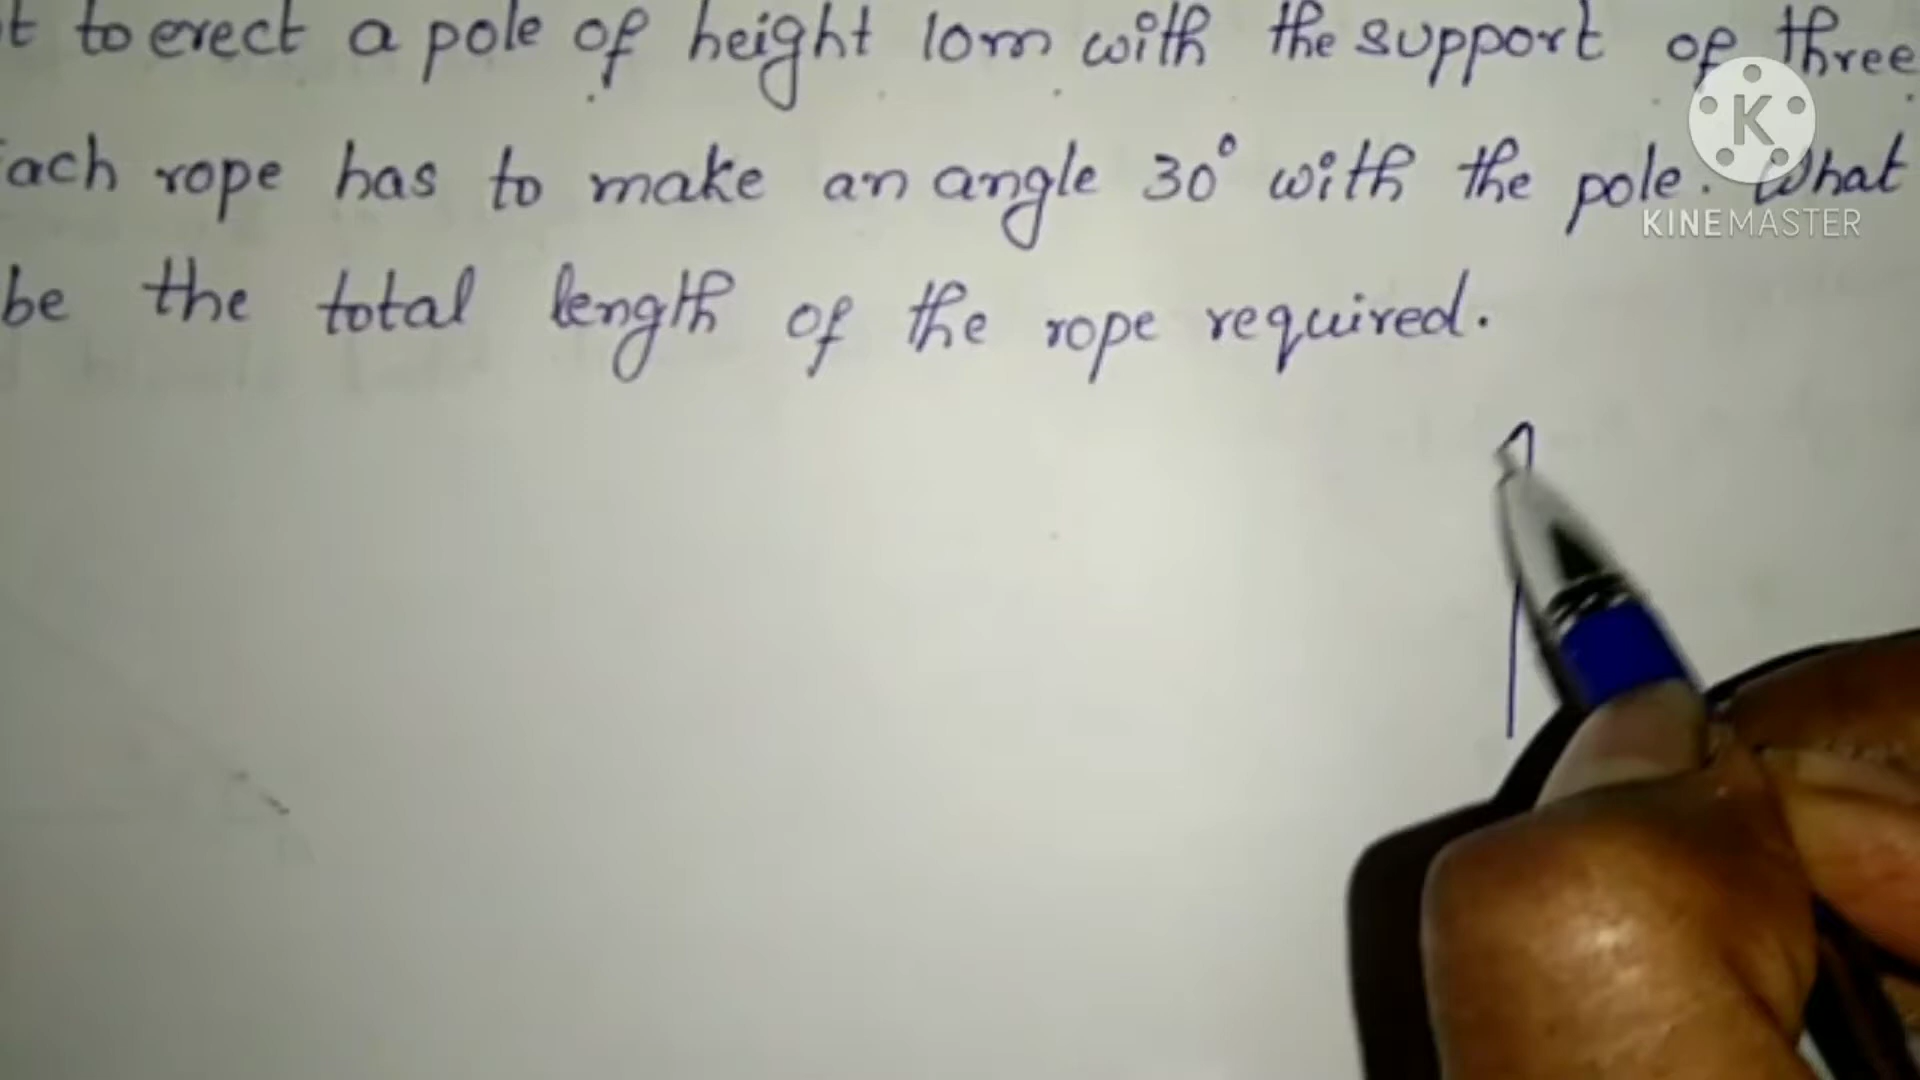 t to erect a pole of height 10m with the support of three
ach rope has to make an angle 30° with the pole. What
be the total length of the rope required.
K
KINEMASTER